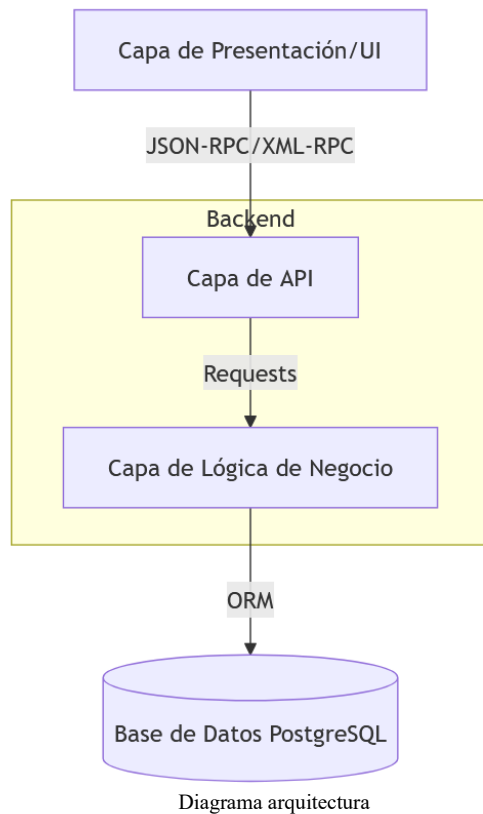 Capa de Presentación/UI
JSON-RPC/XML-RPC
Backend
Capa de API
Requests
Capa de Lógica de Negocio
ORM
Base de Datos PostgreSQL
Diagrama arquitectura